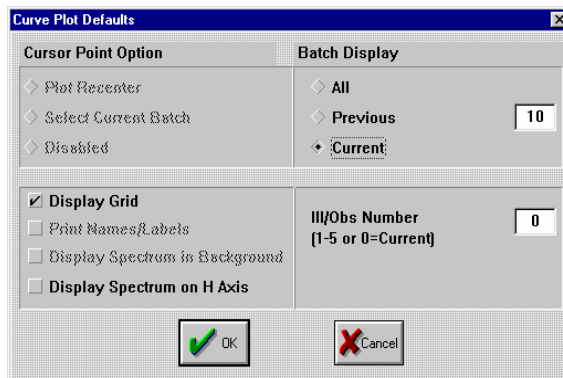 Curve Plot Defaults
Cursor Point Option
Plot Recenter
Select Current Batch
Disabled
Batch Display
All
Previous
10
Current
Display Grid
Print Names/Labels
Display Spectrum in Background
Display Spectrum on H Axis
Ill/Obs Number
(1-5 or 0=Current)
0
OK
Cancel